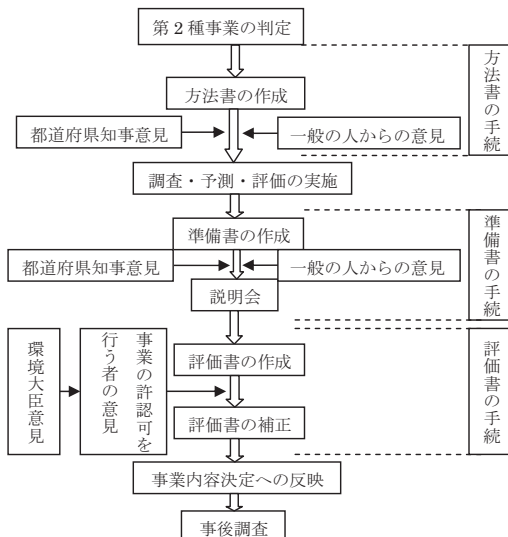 第2種事業の判定
方法書の作成
都道府県知事意見
一般の人からの意見
方法書の手続
調査・予測・評価の実施
準備書の作成
都道府県知事意見
一般の人からの意見
説明会
準備書の手続
評価書の作成
環境大臣意見
事業の許認可を
行う者の意見
評価書の補正
評価書の手続
事業内容決定への反映
事後調査